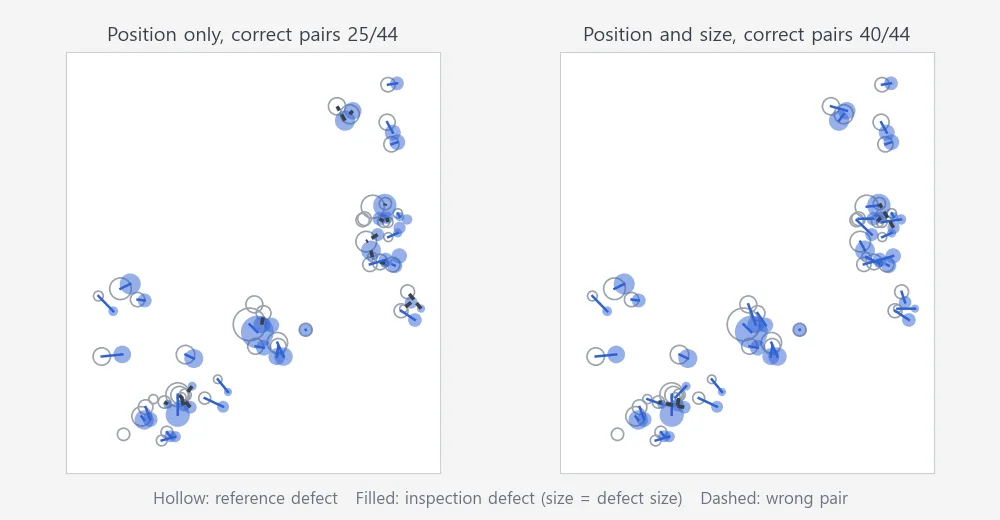 Position only, correct pairs 25/44
Position and size, correct pairs 40/44
Hollow: reference defect    Filled: inspection defect (size = defect size)    Dashed: wrong pair